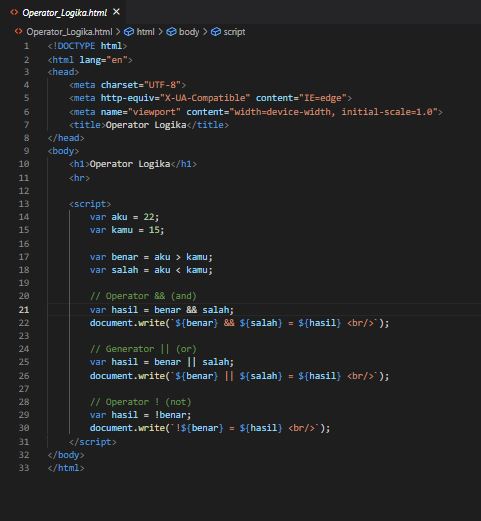 Operator_Logika.html ×
Operator_Logika.html > html > body > script
1 <!DOCTYPE html>
2 <html lang="en">
3 <head>
4 <meta charset="UTF-8">
5 <meta http-equiv="X-UA-Compatible" content="IE=edge">
6 <meta name="viewport" content="width=device-width, initial-scale=1.0">
7 <title>Operator Logika</title>
8 </head>
9 <body>
10 <h1>Operator Logika</h1>
11 <hr>
12
13 <script>
14 var aku = 22;
15 var kamu = 15;
16
17 var benar = aku > kamu;
18 var salah = aku < kamu;
19
20 // Operator && (and)
21 var hasil = benar && salah;
22 document.write(`${benar} && ${salah} = ${hasil} <br/>`);
23
24 // Generator || (or)
25 var hasil = benar || salah;
26 document.write(`${benar} || ${salah} = ${hasil} <br/>`);
27
28 // Operator ! (not)
29 var hasil = !benar;
30 document.write(`!${benar} = ${hasil} <br/>`);
31 </script>
32 </body>
33 </html>